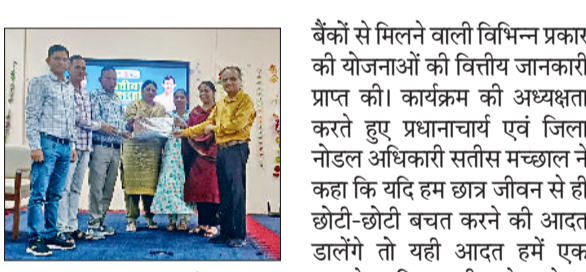 बैंकों से मिलने वाली विभिन्न प्रकार
की योजनाओं की वित्तीय जानकारी
प्राप्त की। कार्यक्रम की अध्यक्षता
करते हुए प्रधानाचार्य एवं जिला
नोडल अधिकारी सतीस मच्छाल ने
कहा कि यदि हम छात्र जीवन से ही
छोटी-छोटी बचत करने की आदत
डालेंगे तो यही आदत हमें एक